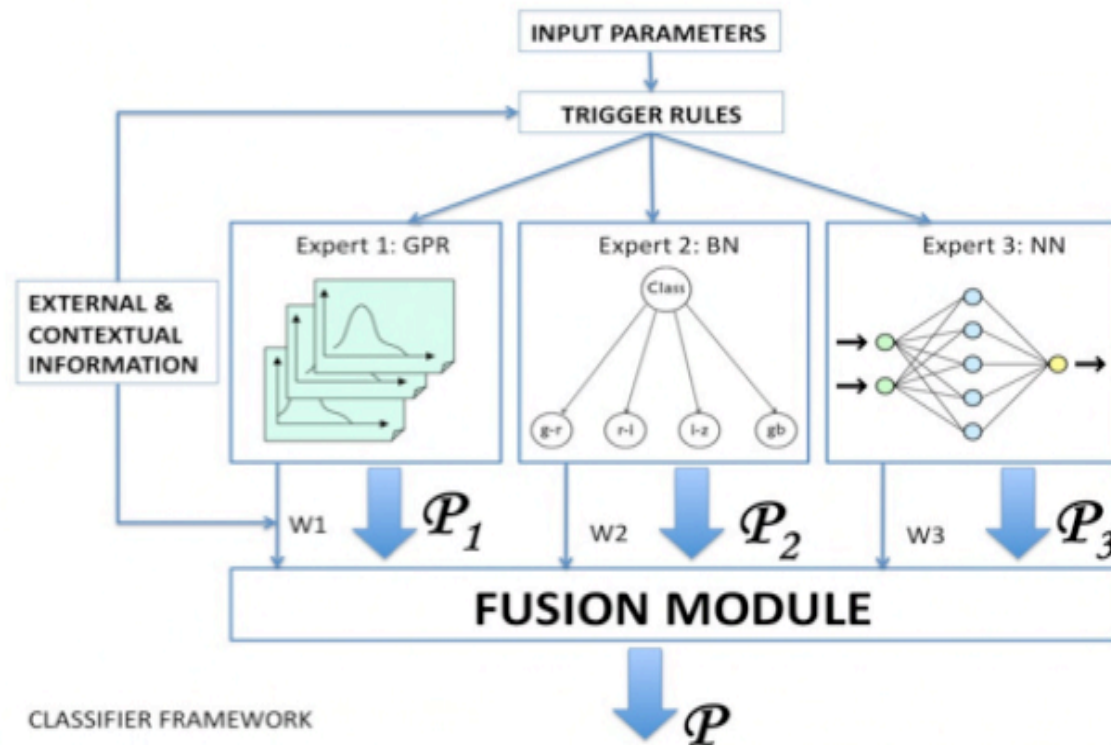 INPUT PARAMETERS
TRIGGER RULES
Expert 1: GPR
Expert 2: BN
Expert 3: NN
Class
EXTERNAL &
CONTEXTUAL
INFORMATION
g-r
r-i
i-z
gb
W1
P1
W2
P2
W3
P3
FUSION MODULE
CLASSIFIER FRAMEWORK
P